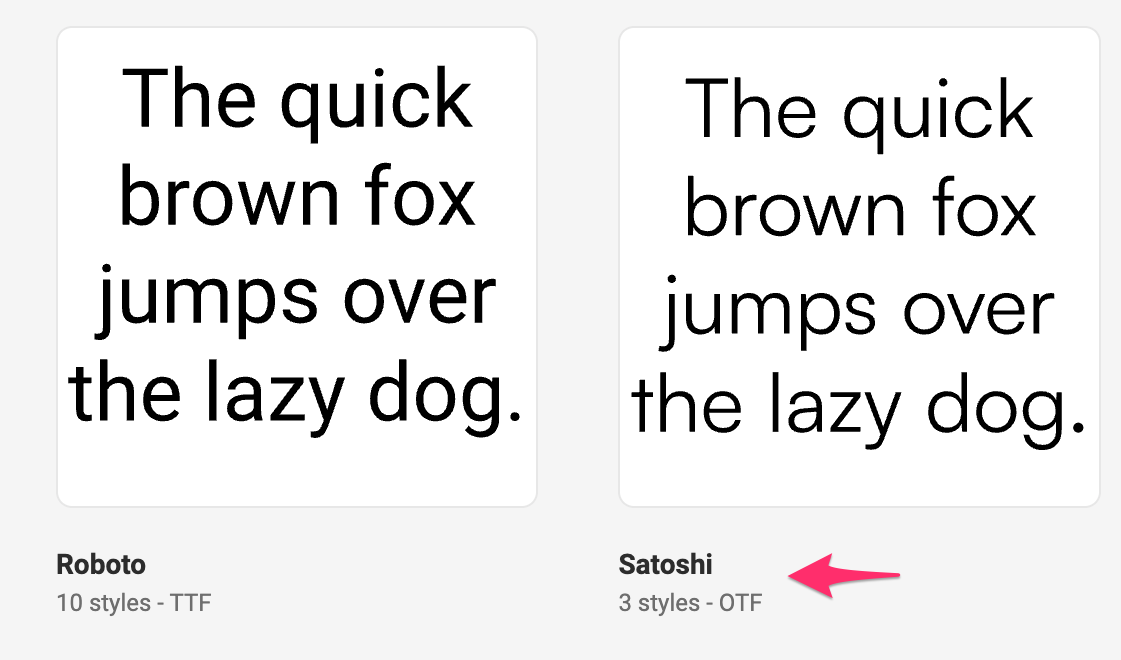 The quick
brown fox
jumps over
the lazy dog.
Roboto
10 styles - TTF
The quick
brown fox
jumps over
the lazy dog.
Satoshi
3 styles - OTF